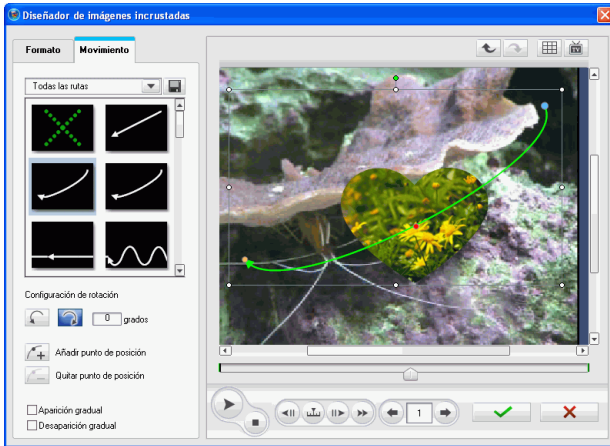 Diseñador de imágenes incrustadas
Formato Movimiento
Todas las rutas
Configuración de rotación
0 grados
Añadir punto de posición
Quitar punto de posición
Aparición gradual
Desaparición gradual
TV
1